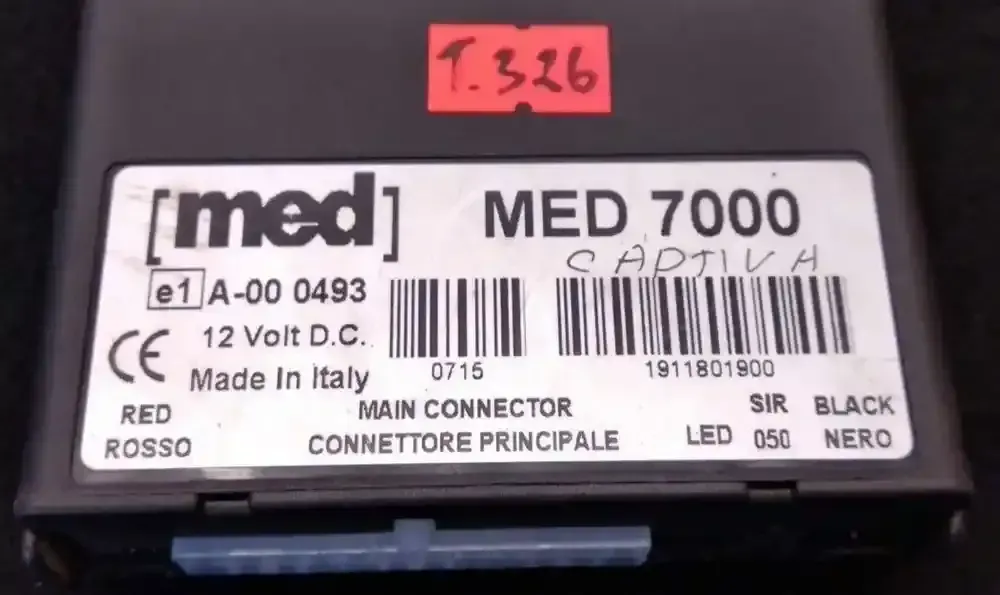 T. 326
[med] MED 7000
CAPTIVA
e1 A-00 0493
12 Volt D.C.
CE
Made In Italy
0715
1911801900
RED
ROSSO
MAIN CONNECTOR
CONNETTORE PRINCIPALE
LED
SIR
050
BLACK
NERO